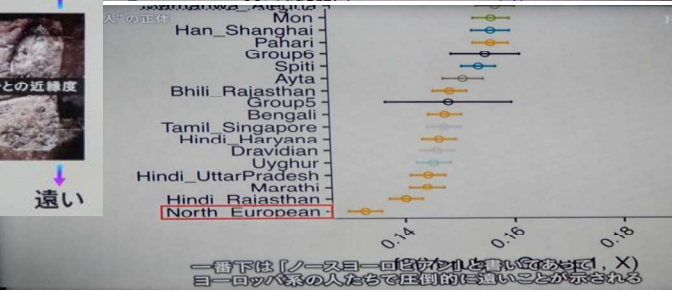 人”の正体
との近縁度
遠い
Mon
Han_Shanghai
Pahari
Group6
Spiti
Ayta
Bhili_Rajasthan
Group5
Bengali
Tamil_Singapore
Hindi_Haryana
Dravidian
Uyghur
Hindi_UttarPradesh
Marathi
Hindi_Rajasthan
North_European
0.14
0.16
0.18
, X)
一番下は「ノースヨーロピアン」と書いてあって
ヨーロッパ系の人たちで圧倒的に遠いことが示される